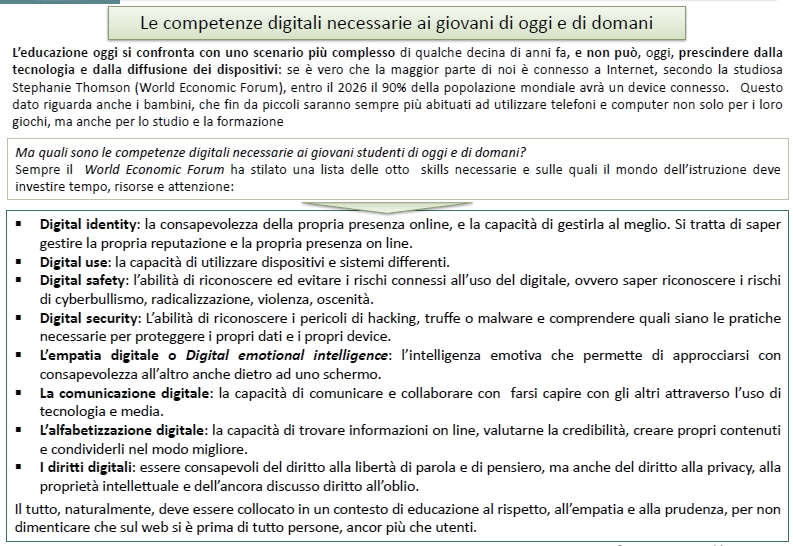 Le competenze digitali necessarie ai giovani di oggi e di domani
L'educazione oggi si confronta con uno scenario più complesso di qualche decina di anni fa, e non può, oggi, prescindere dalla
tecnologia e dalla diffusione dei dispositivi: se è vero che la maggior parte di noi è connesso a Internet, secondo la studiosa
Stephanie Thomson (World Economic Forum), entro il 2026 il 90% della popolazione mondiale avrà un device connesso. Questo
dato riguarda anche i bambini, che fin da piccoli saranno sempre più abituati ad utilizzare telefoni e computer non solo per i loro
giochi, ma anche per lo studio e la formazione
Ma quali sono le competenze digitali necessarie ai giovani studenti di oggi e di domani?
Sempre il World Economic Forum ha stilato una lista delle otto skills necessarie e sulle quali il mondo dell'istruzione deve
investire tempo, risorse e attenzione:
▪ Digital identity: la consapevolezza della propria presenza online, e la capacità di gestirla al meglio. Si tratta di saper
gestire la propria reputazione e la propria presenza on line.
▪ Digital use: la capacità di utilizzare dispositivi e sistemi differenti.
▪ Digital safety: l'abilità di riconoscere ed evitare i rischi connessi all'uso del digitale, ovvero saper riconoscere i rischi
di cyberbullismo, radicalizzazione, violenza, oscenità.
▪ Digital security: L'abilità di riconoscere i pericoli di hacking, truffe o malware e comprendere quali siano le pratiche
necessarie per proteggere i propri dati e i propri device.
▪ L'empatia digitale o Digital emotional intelligence: l'intelligenza emotiva che permette di approcciarsi con
consapevolezza all'altro anche dietro ad uno schermo.
▪ La comunicazione digitale: la capacità di comunicare e collaborare con farsi capire con gli altri attraverso l'uso di
tecnologia e media.
▪ L'alfabetizzazione digitale: la capacità di trovare informazioni on line, valutarne la credibilità, creare propri contenuti
e condividerli nel modo migliore.
▪ I diritti digitali: essere consapevoli del diritto alla libertà di parola e di pensiero, ma anche del diritto alla privacy, alla
proprietà intellettuale e dell'ancora discusso diritto all'oblio.
Il tutto, naturalmente, deve essere collocato in un contesto di educazione al rispetto, all'empatia e alla prudenza, per non
dimenticare che sul web si è prima di tutto persone, ancor più che utenti.